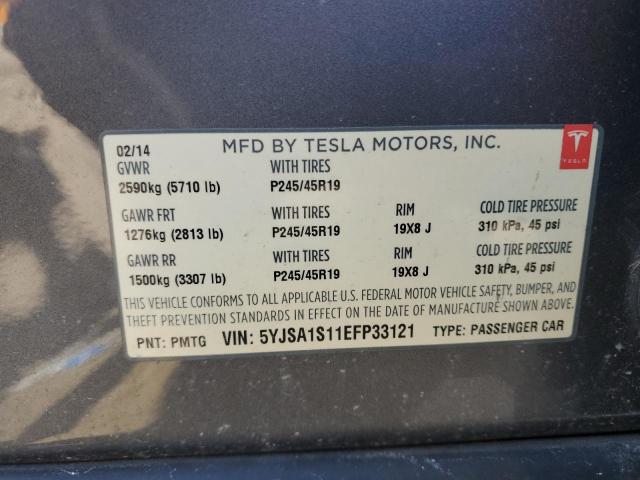 02/14 MFD BY TESLA MOTORS, INC.
GVWR WITH TIRES
2590kg (5710 lb) P245/45R19
TESLA
GAWR FRT WITH TIRES RIM COLD TIRE PRESSURE
1276kg (2813 lb) P245/45R19 19X8 J 310 kPa, 45 psi
GAWR RR WITH TIRES RIM COLD TIRE PRESSURE
1500kg (3307 lb) P245/45R19 19X8 J 310 kPa, 45 psi
THIS VEHICLE CONFORMS TO ALL APPLICABLE U.S. FEDERAL MOTOR VEHICLE SAFETY, BUMPER, AND
THEFT PREVENTION STANDARDS IN EFFECT ON THE DATE OF MANUFACTURE SHOWN ABOVE.
PNT: PMTG VIN: 5YJSA1S11EFP33121 TYPE: PASSENGER CAR